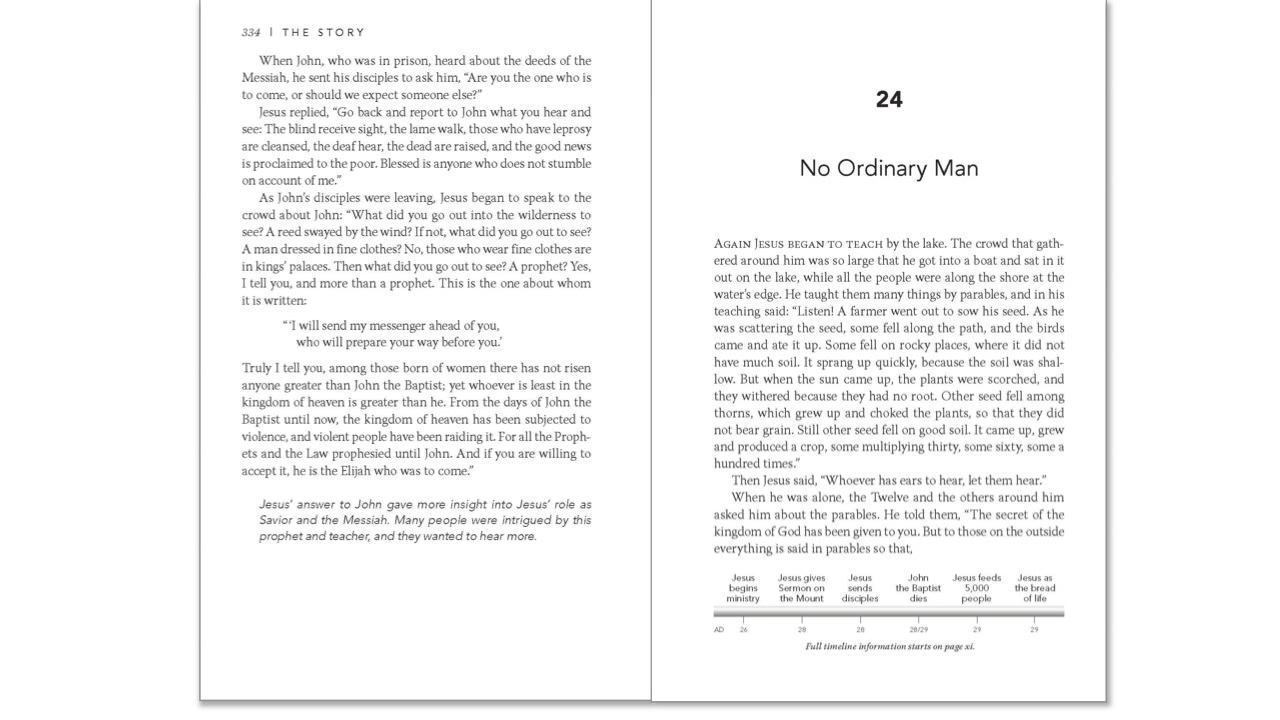 334 | THE STORY
When John, who was in prison, heard about the deeds of the
Messiah, he sent his disciples to ask him, “Are you the one who is
to come, or should we expect someone else?”
Jesus replied, “Go back and report to John what you hear and
see: The blind receive sight, the lame walk, those who have leprosy
are cleansed, the deaf hear, the dead are raised, and the good news
is proclaimed to the poor. Blessed is anyone who does not stumble
on account of me.”
As John’s disciples were leaving, Jesus began to speak to the
crowd about John: “What did you go out into the wilderness to
see? A reed swayed by the wind? If not, what did you go out to see?
A man dressed in fine clothes? No, those who wear fine clothes are
in kings’ palaces. Then what did you go out to see? A prophet? Yes,
I tell you, and more than a prophet. This is the one about whom
it is written:
“‘I will send my messenger ahead of you,
who will prepare your way before you.’
Truly I tell you, among those born of women there has not risen
anyone greater than John the Baptist; yet whoever is least in the
kingdom of heaven is greater than he. From the days of John the
Baptist until now, the kingdom of heaven has been subjected to
violence, and violent people have been raiding it. For all the Proph-
ets and the Law prophesied until John. And if you are willing to
accept it, he is the Elijah who was to come.”
Jesus’ answer to John gave more insight into Jesus’ role as
Savior and the Messiah. Many people were intrigued by this
prophet and teacher, and they wanted to hear more.
24
No Ordinary Man
AGAIN JESUS BEGAN TO TEACH by the lake. The crowd that gath-
ered around him was so large that he got into a boat and sat in it
out on the lake, while all the people were along the shore at the
water’s edge. He taught them many things by parables, and in his
teaching said: “Listen! A farmer went out to sow his seed. As he
was scattering the seed, some fell along the path, and the birds
came and ate it up. Some fell on rocky places, where it did not
have much soil. It sprang up quickly, because the soil was shal-
low. But when the sun came up, the plants were scorched, and
they withered because they had no root. Other seed fell among
thorns, which grew up and choked the plants, so that they did
not bear grain. Still other seed fell on good soil. It came up, grew
and produced a crop, some multiplying thirty, some sixty, some a
hundred times.”
Then Jesus said, “Whoever has ears to hear, let them hear.”
When he was alone, the Twelve and the others around him
asked him about the parables. He told them, “The secret of the
kingdom of God has been given to you. But to those on the outside
everything is said in parables so that,
Jesus begins ministry
Jesus gives Sermon on the Mount
Jesus sends disciples
John the Baptist dies
Jesus feeds 5,000 people
Jesus as the bread of life
AD 26 28 28 28/29 29 29
Full timeline information starts on page xi.